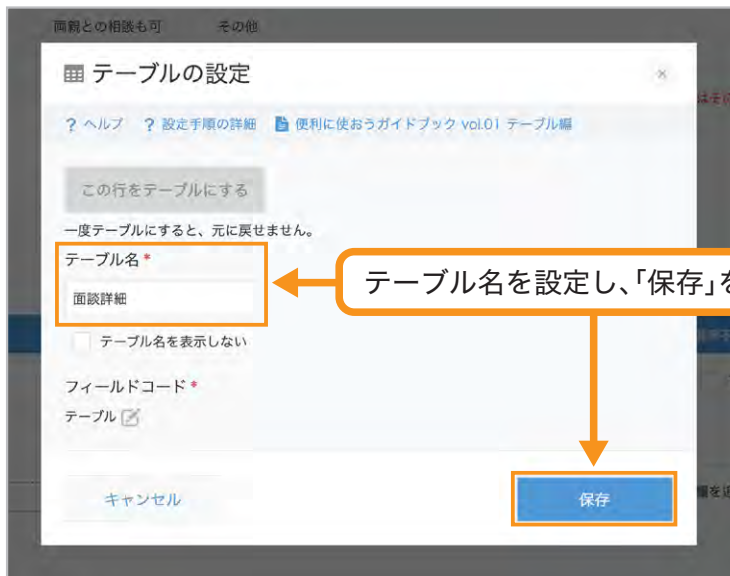 両親との相談も可 その他
テーブルの設定
×
? ヘルプ ? 設定手順の詳細 便利に使おうガイドブック vol.01 テーブル編
この行をテーブルにする
一度テーブルにすると、元に戻せません。
テーブル名 *
テーブル名を設定し、「保存」を
面談詳細
テーブル名を表示しない
フィールドコード *
テーブル
キャンセル
保存